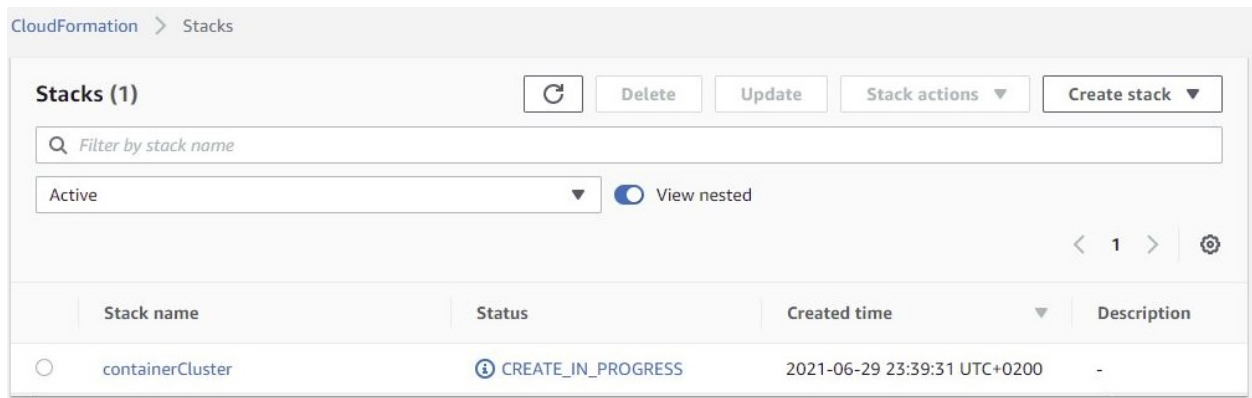 CloudFormation > Stacks
Stacks (1) Delete Update Stack actions Create stack
Filter by stack name
Active View nested
< 1 >
Stack name Status Created time Description
containerCluster CREATE_IN_PROGRESS 2021-06-29 23:39:31 UTC+0200 -